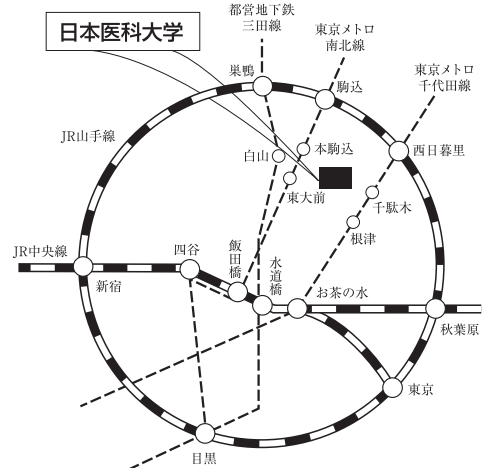 都営地下鉄
三田線
日本医科大学
東京メトロ
南北線
東京メトロ
千代田線
巣鴨
駒込
JR山手線
白山
本駒込
西日暮里
東大前
千駄木
根津
JR中央線
四谷
飯田橋
水道橋
新宿
お茶の水
秋葉原
東京
目黒